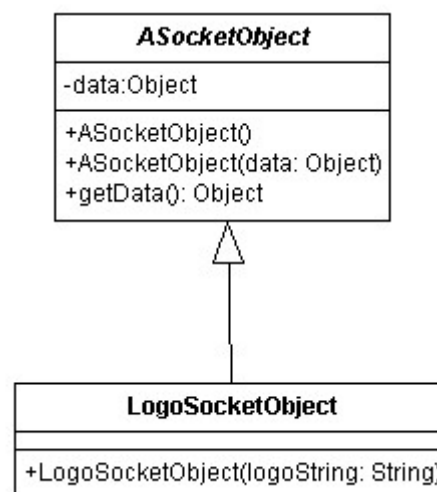 ASocketObject
-data:Object
+ASocketObject()
+ASocketObject(data: Object)
+getData(): Object
LogoSocketObject
+LogoSocketObject(logoString: String)